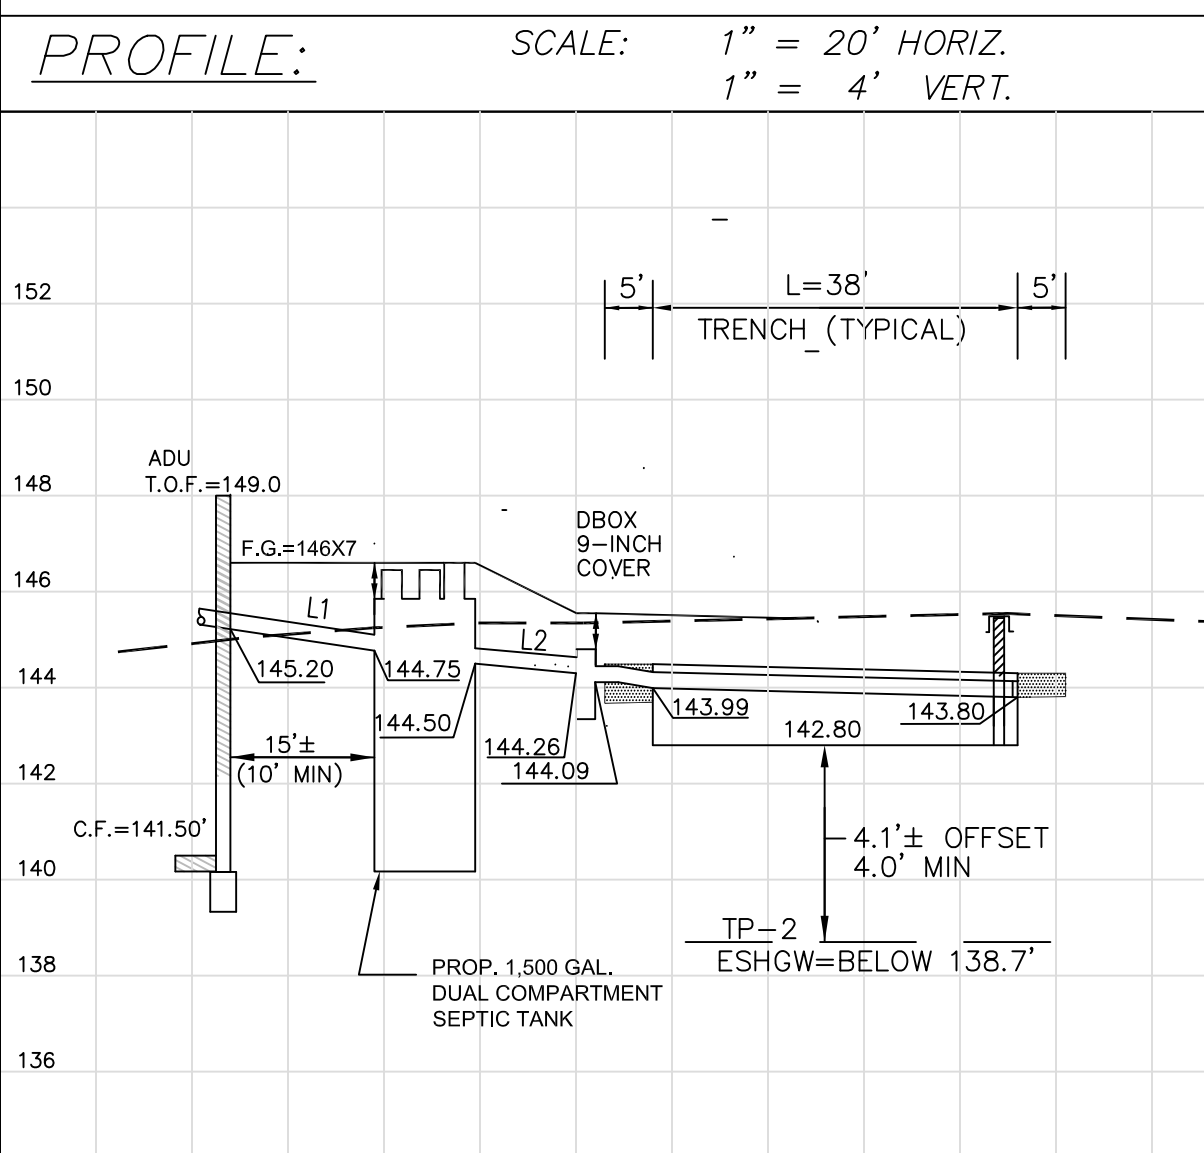 PROFILE:
SCALE: 1" = 20' HORIZ.
1" = 4' VERT.
5' L=38' 5'
TRENCH (TYPICAL)
152
150
148
146
144
142
140
138
136
ADU
T.O.F.=149.0
F.G.=146X7
DBOX
9-INCH
COVER
L1
L2
145.20
144.75
144.50
144.26
144.09
143.99
143.80
142.80
15'±
(10' MIN)
C.F.=141.50'
4.1'± OFFSET
4.0' MIN
TP-2
ESHGW=BELOW 138.7'
PROP. 1,500 GAL.
DUAL COMPARTMENT
SEPTIC TANK